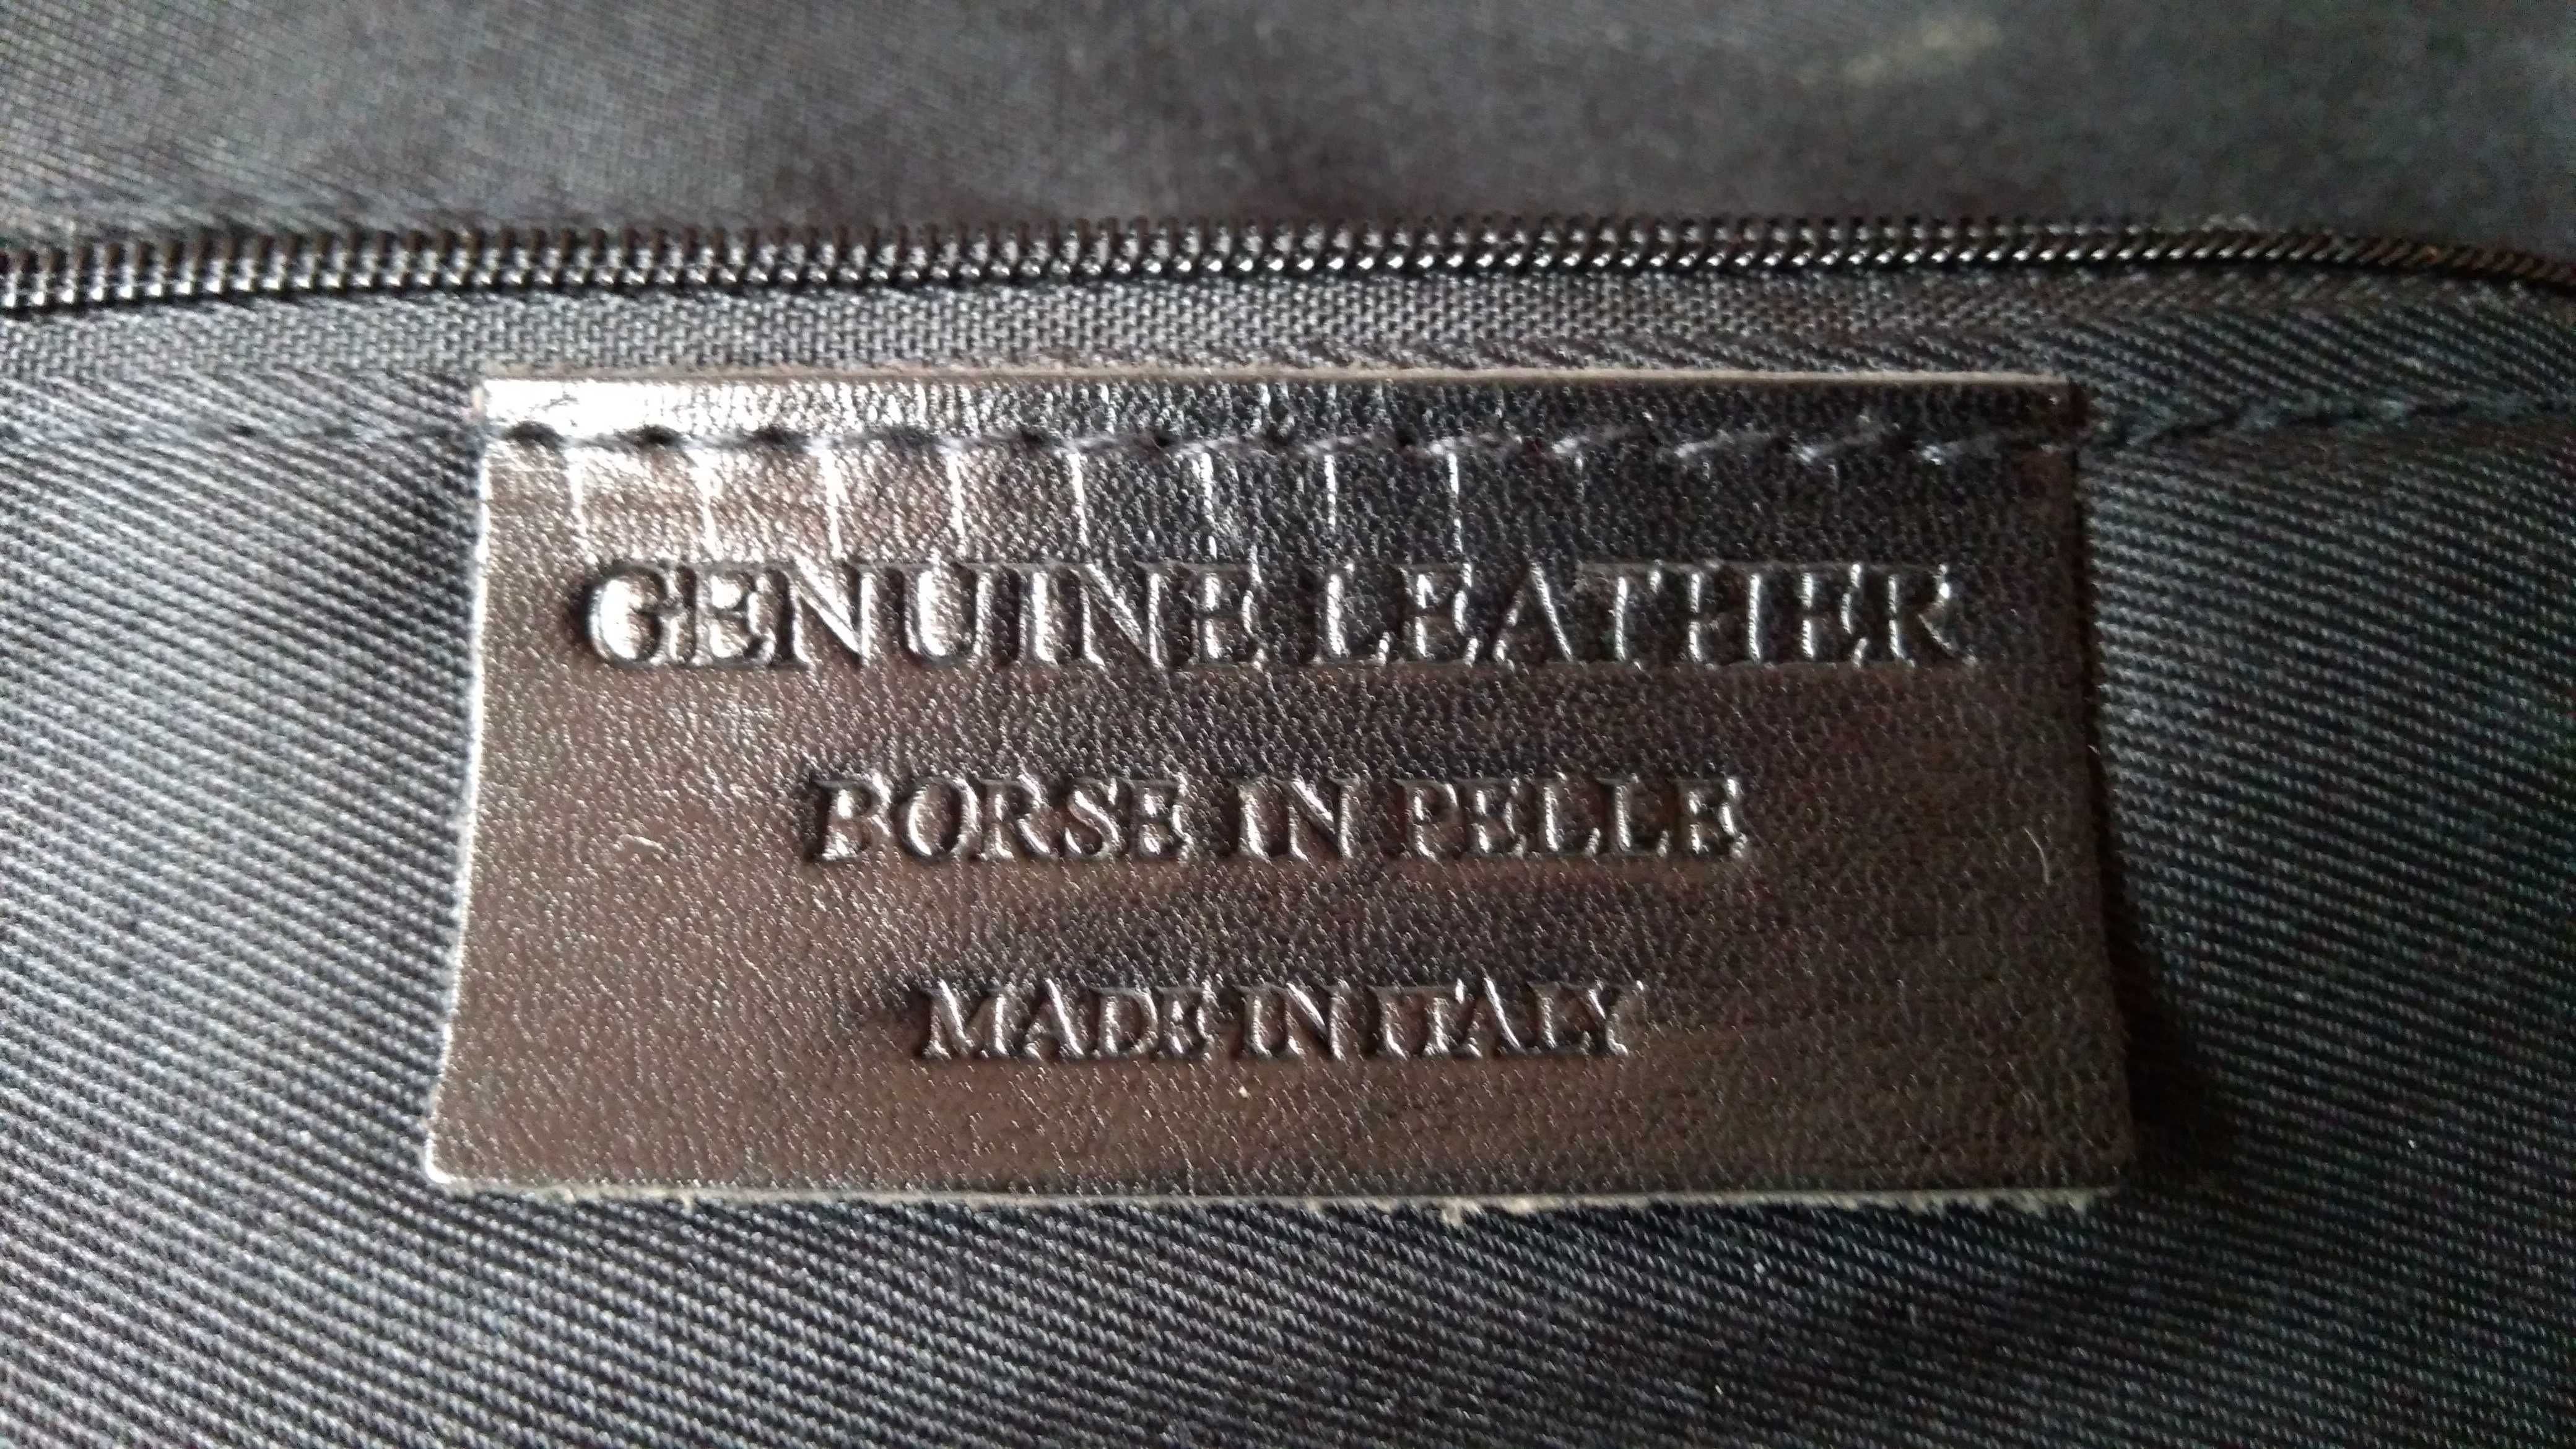 GENUINE LEATHER
BORSE IN PELLE
MADE IN ITALY